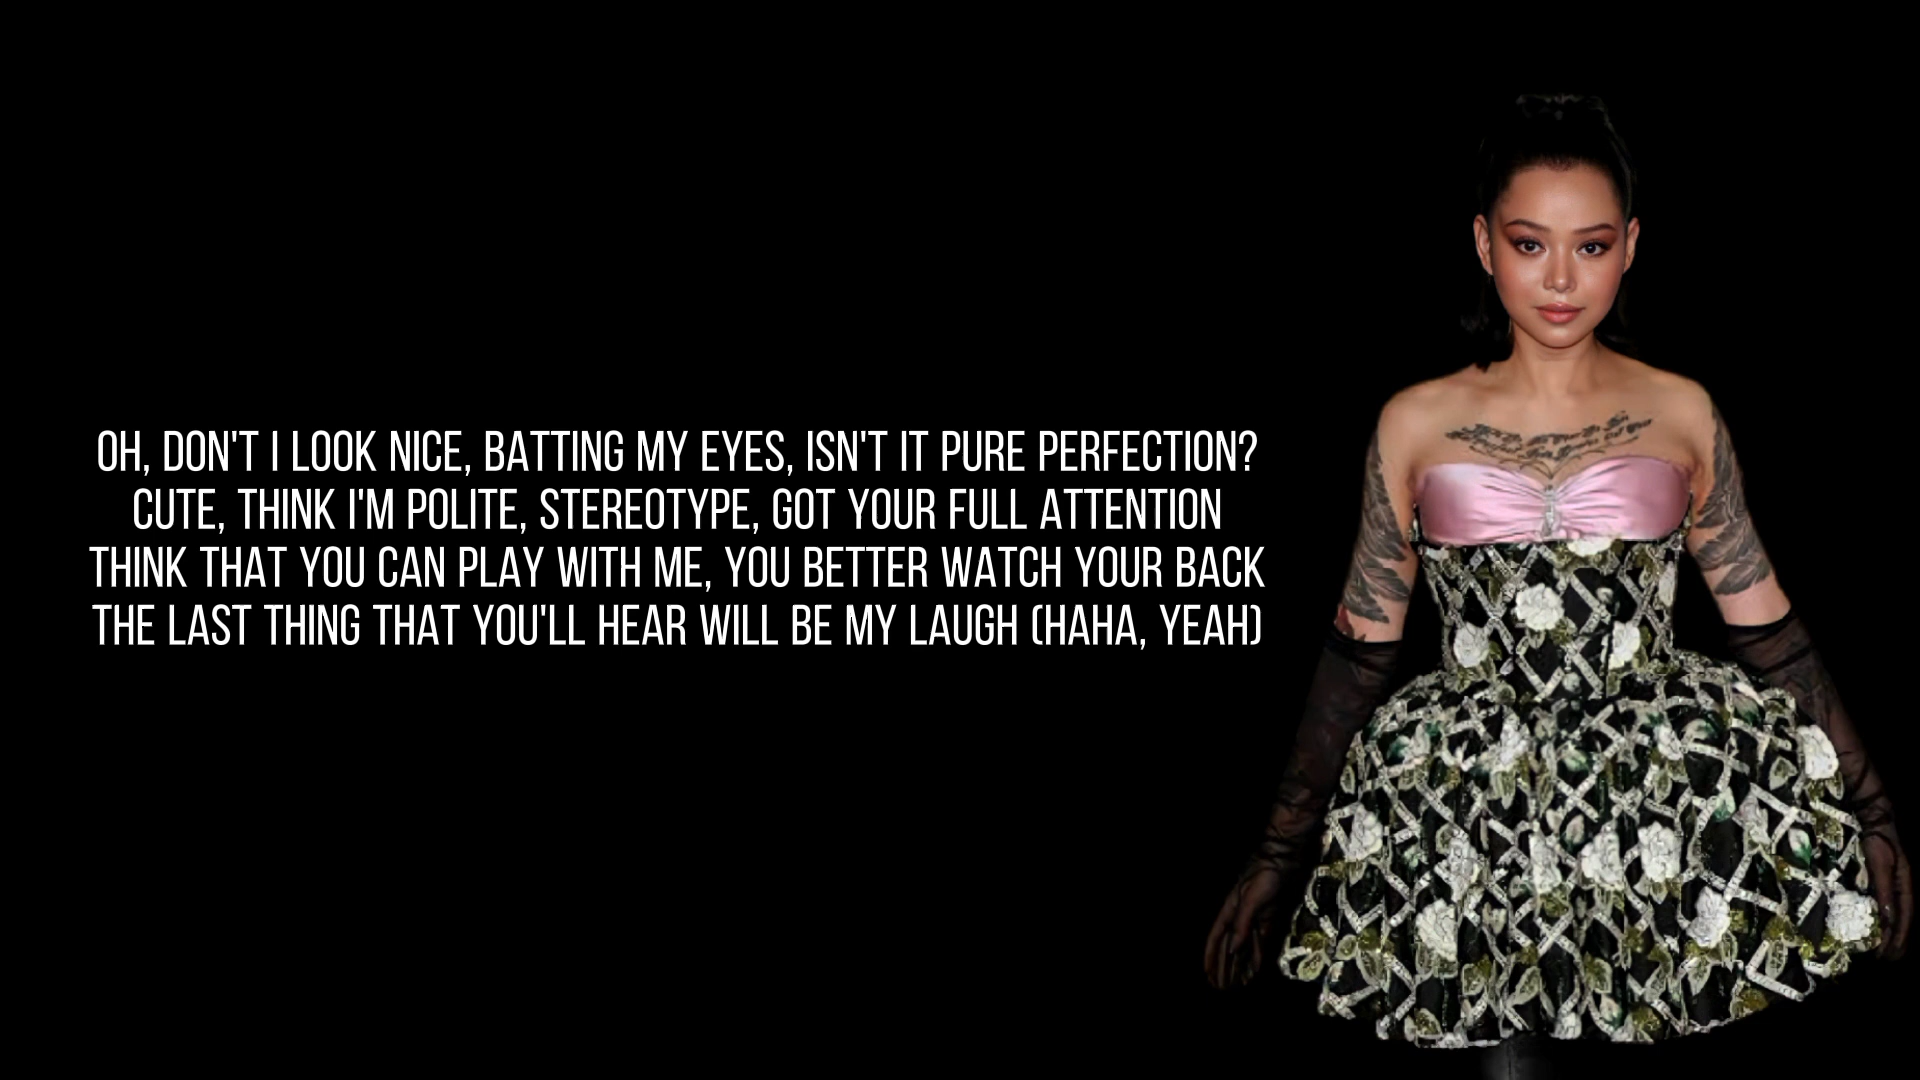 OH, DON'T I LOOK NICE, BATTING MY EYES, ISN'T IT PURE PERFECTION?
CUTE, THINK I'M POLITE, STEREOTYPE, GOT YOUR FULL ATTENTION
THINK THAT YOU CAN PLAY WITH ME, YOU BETTER WATCH YOUR BACK
THE LAST THING THAT YOU'LL HEAR WILL BE MY LAUGH (HAHA, YEAH)